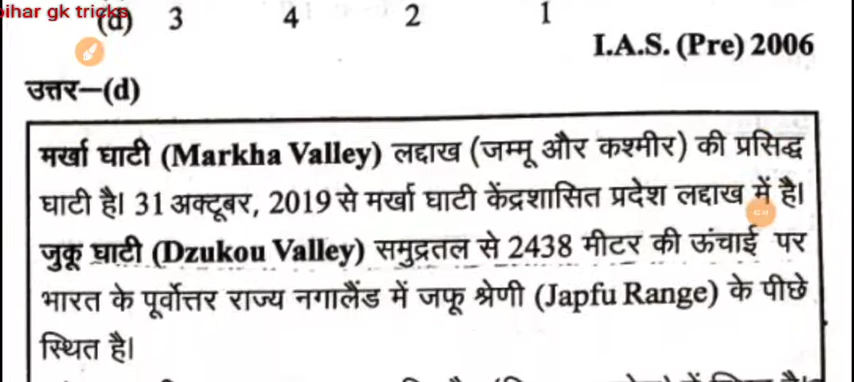 ihar gk tricks
(d) 3 4 2 1
I.A.S. (Pre) 2006
उत्तर—(d)
मर्खा घाटी (Markha Valley) लद्दाख (जम्मू और कश्मीर) की प्रसिद्ध
घाटी है। 31 अक्टूबर, 2019 से मर्खा घाटी केंद्रशासित प्रदेश लद्दाख में है।
जुकू घाटी (Dzukou Valley) समुद्रतल से 2438 मीटर की ऊंचाई पर
भारत के पूर्वोत्तर राज्य नगालैंड में जफू श्रेणी (Japfu Range) के पीछे
स्थित है।